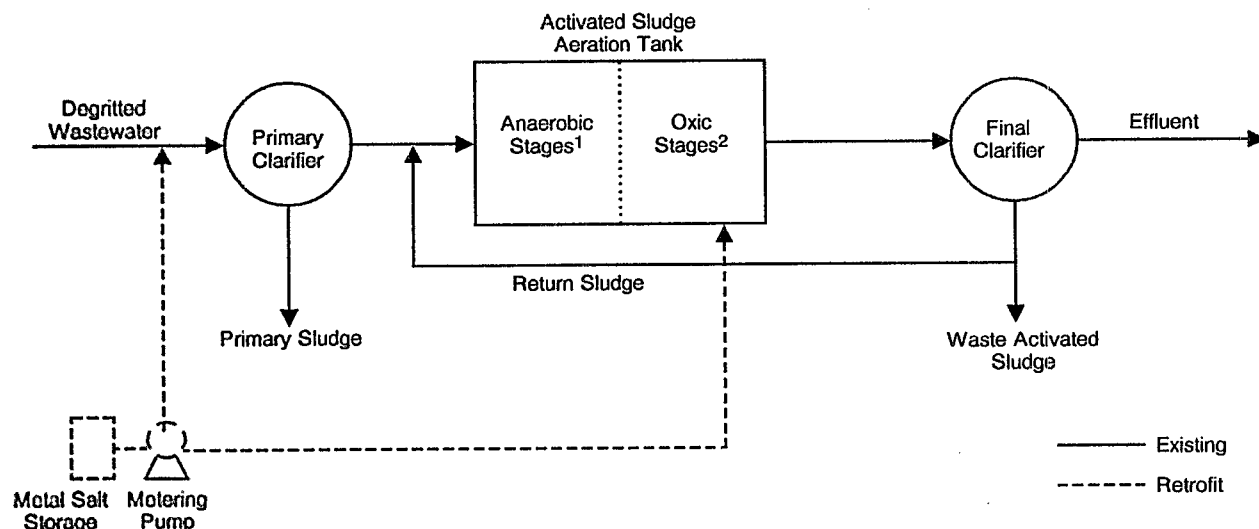 Activated Sludge
Aeration Tank
Degritted
Wastewater
Primary
Clarifier
Anaerobic
Stages1
Oxic
Stages2
Final
Clarifier
Effluent
Return Sludge
Primary Sludge
Waste Activated
Sludge
Metal Salt
Storage
Metering
Pump
Existing
Retrofit